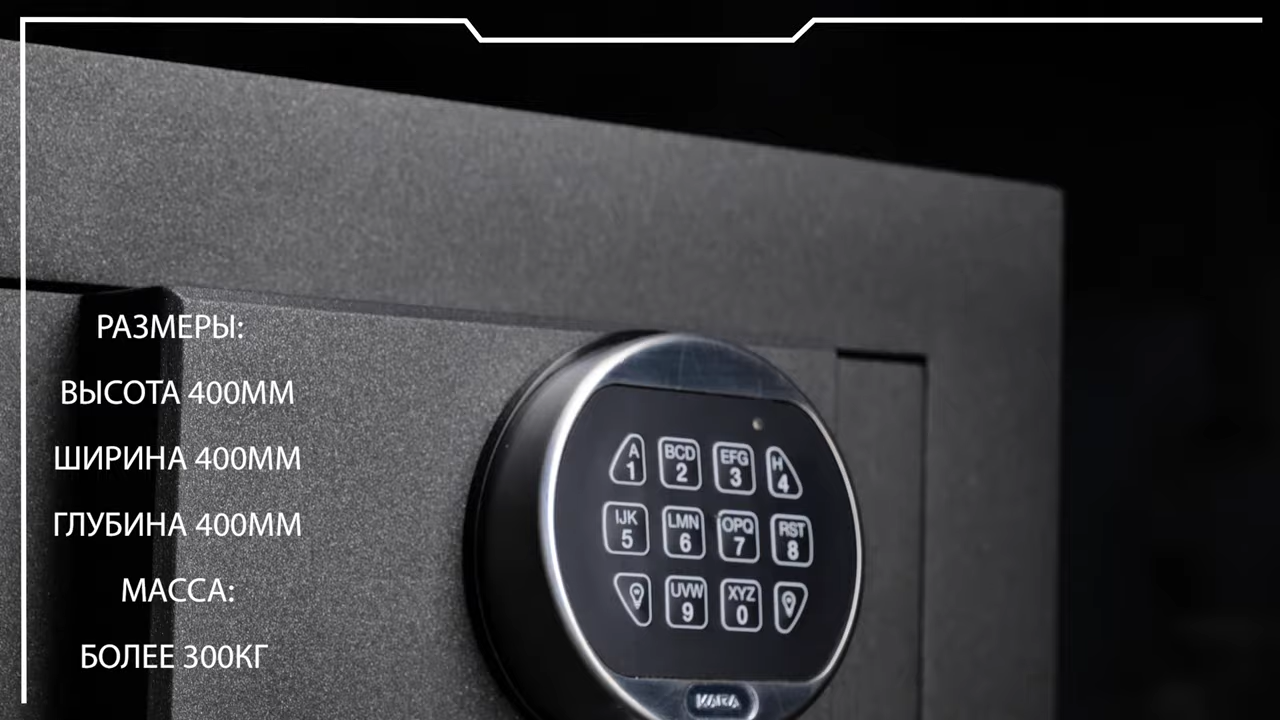 РАЗМЕРЫ:
ВЫСОТА 400ММ
ШИРИНА 400ММ
ГЛУБИНА 400ММ
МАССА:
БОЛЕЕ 300КГ
A BCD EFG H
1 2 3 4
IJK LMN OPQ RST
5 6 7 8
UVW XYZ
9 0